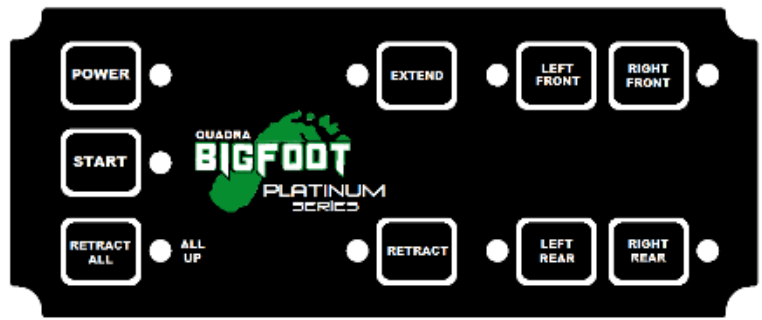 POWER
EXTEND
LEFT
FRONT
RIGHT
FRONT
START
QUADRA
BIGFOOT
PLATINUM
SERIES
RETRACT
ALL
ALL
UP
RETRACT
LEFT
REAR
RIGHT
REAR